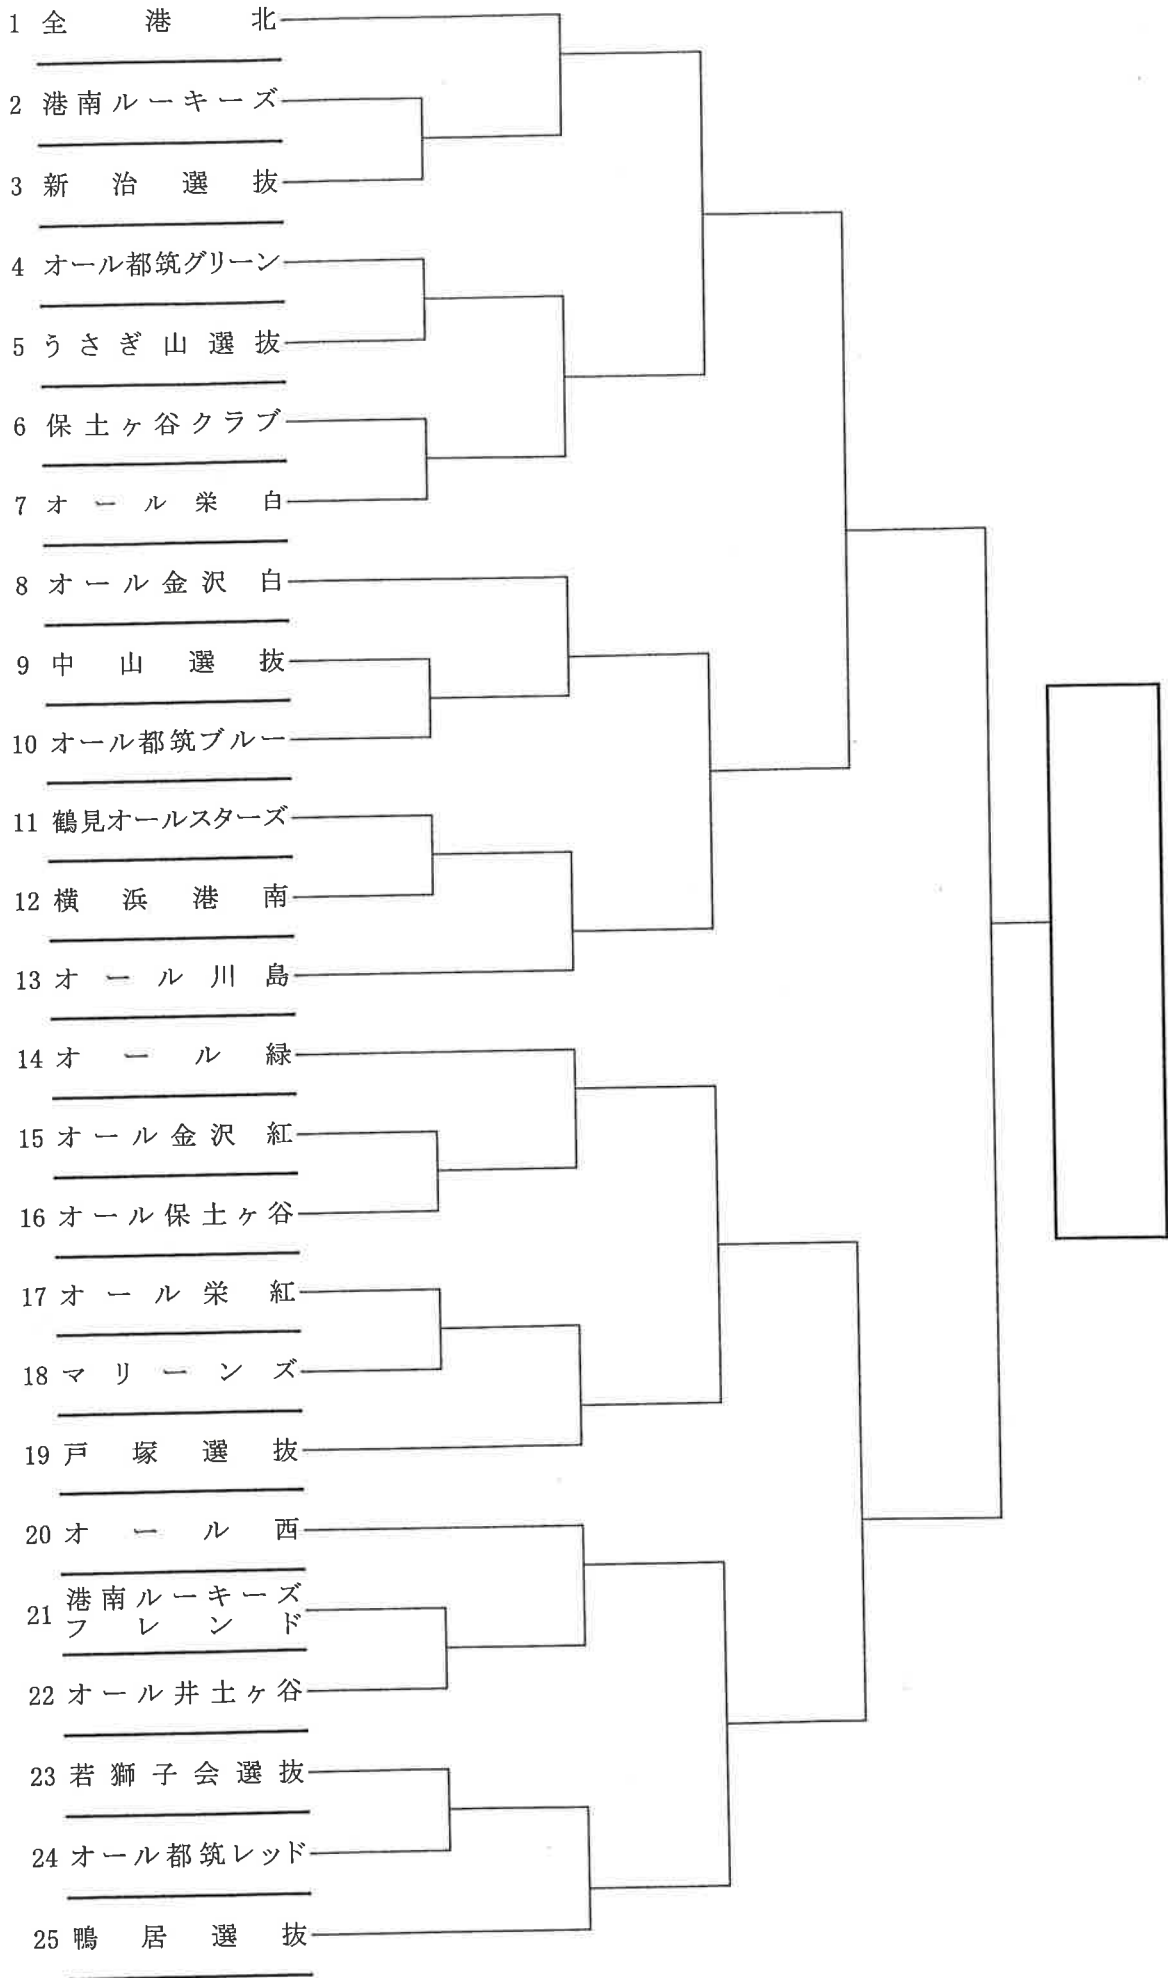 1 全港北
2 港南ルーキーズ
3 新治選抜
4 オール都筑グリーン
5 うさぎ山選抜
6 保土ヶ谷クラブ
7 オール栄 白
8 オール金沢 白
9 中山選抜
10 オール都筑ブルー
11 鶴見オールスターズ
12 横浜港南
13 オール川島
14 オール緑
15 オール金沢 紅
16 オール保土ヶ谷
17 オール栄 紅
18 マリーンズ
19 戸塚選抜
20 オール西
21 港南ルーキーズ
フレンド
22 オール井土ヶ谷
23 若獅子会選抜
24 オール都筑レッド
25 鴨居選抜